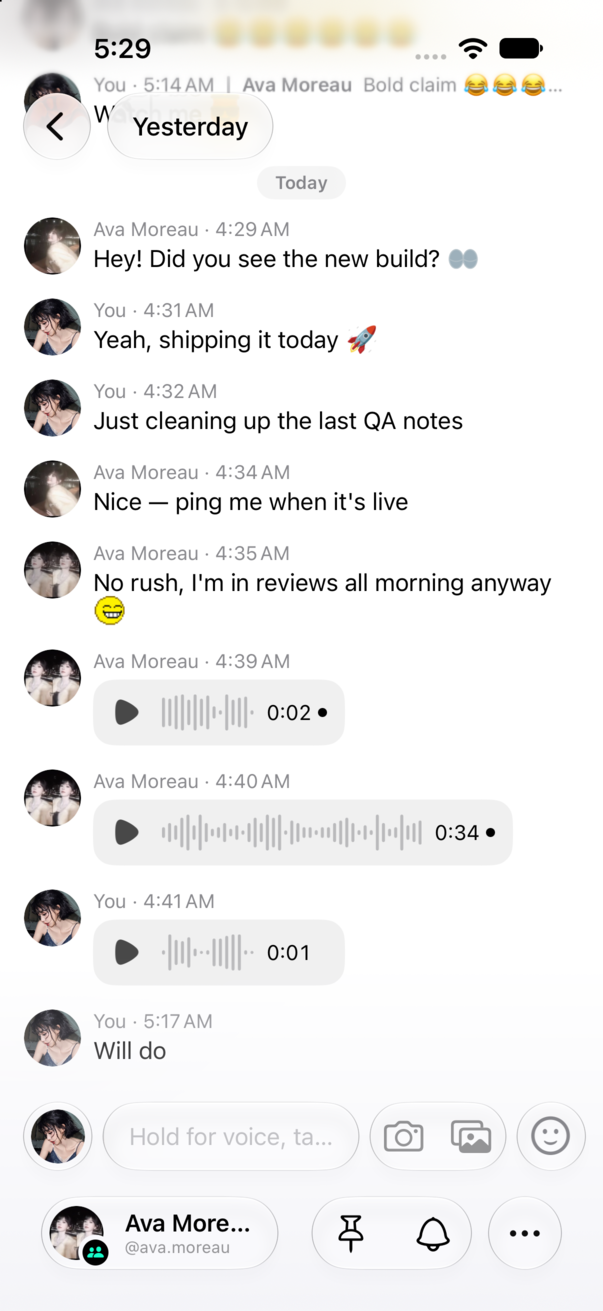 5:29
You · 5:14 AM | Ava Moreau Bold claim 😂😂😂...
Yesterday
Today
Ava Moreau · 4:29 AM
Hey! Did you see the new build? 👀
You · 4:31 AM
Yeah, shipping it today 🚀
You · 4:32 AM
Just cleaning up the last QA notes
Ava Moreau · 4:34 AM
Nice — ping me when it's live
Ava Moreau · 4:35 AM
No rush, I'm in reviews all morning anyway
😄
Ava Moreau · 4:39 AM
0:02
Ava Moreau · 4:40 AM
0:34
You · 4:41 AM
0:01
You · 5:17 AM
Will do
Hold for voice, ta...
Ava More...
@ava.moreau